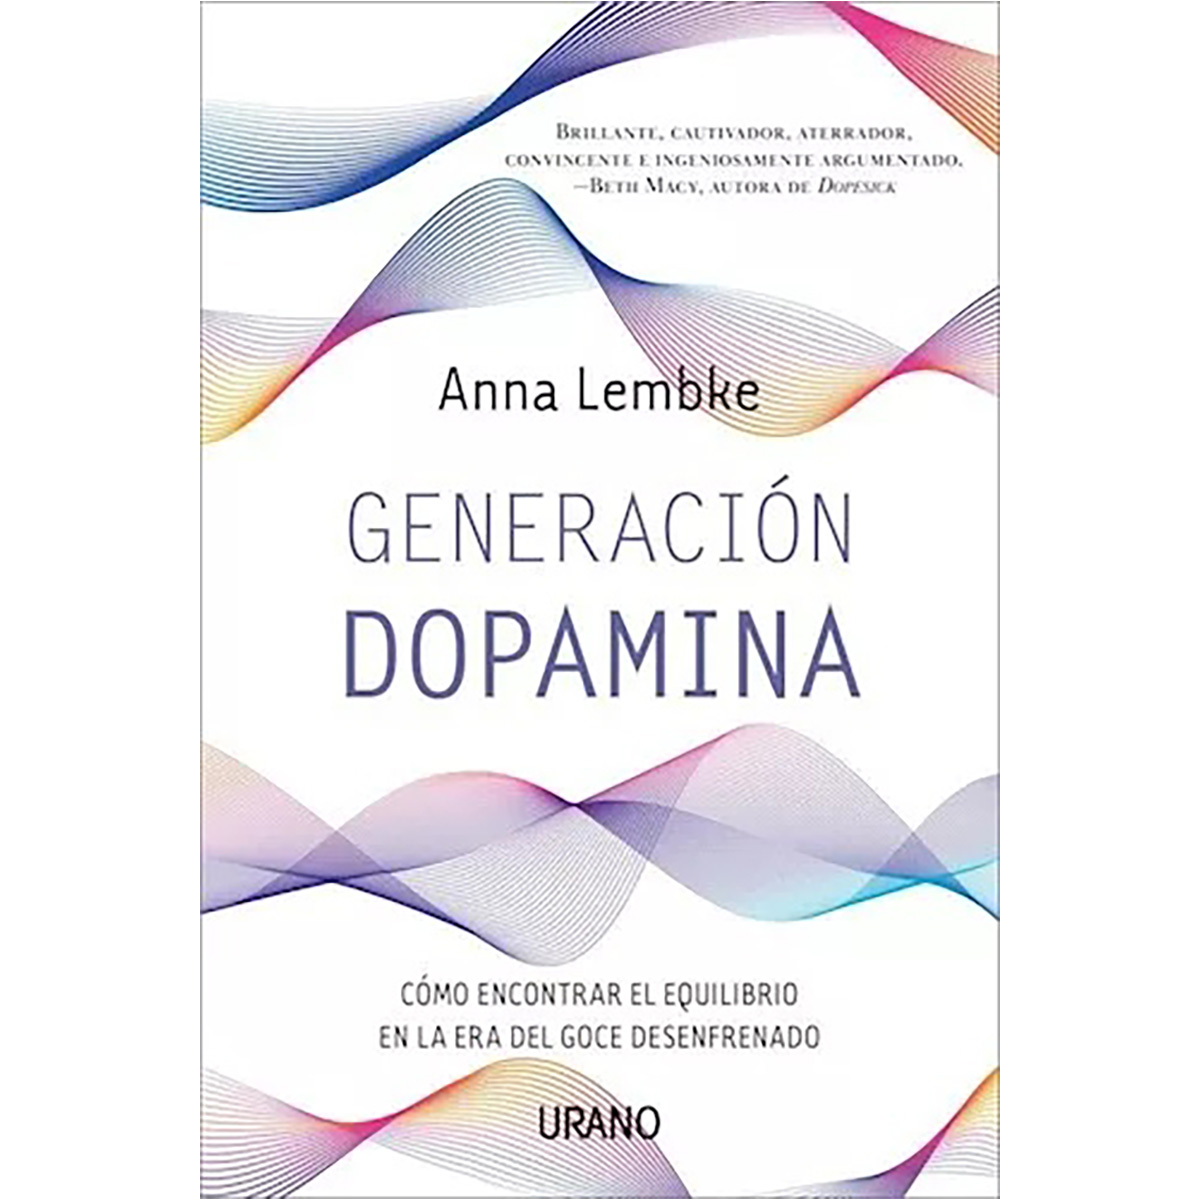 BRILLANTE, CAUTIVADOR, ATERRADOR,
CONVINCENTE E INGENIOSAMENTE ARGUMENTADO.
—BETH MACY, AUTORA DE DOPESICK
Anna Lembke
GENERACIÓN
DOPAMINA
CÓMO ENCONTRAR EL EQUILIBRIO
EN LA ERA DEL GOCE DESENFRENADO
URANO